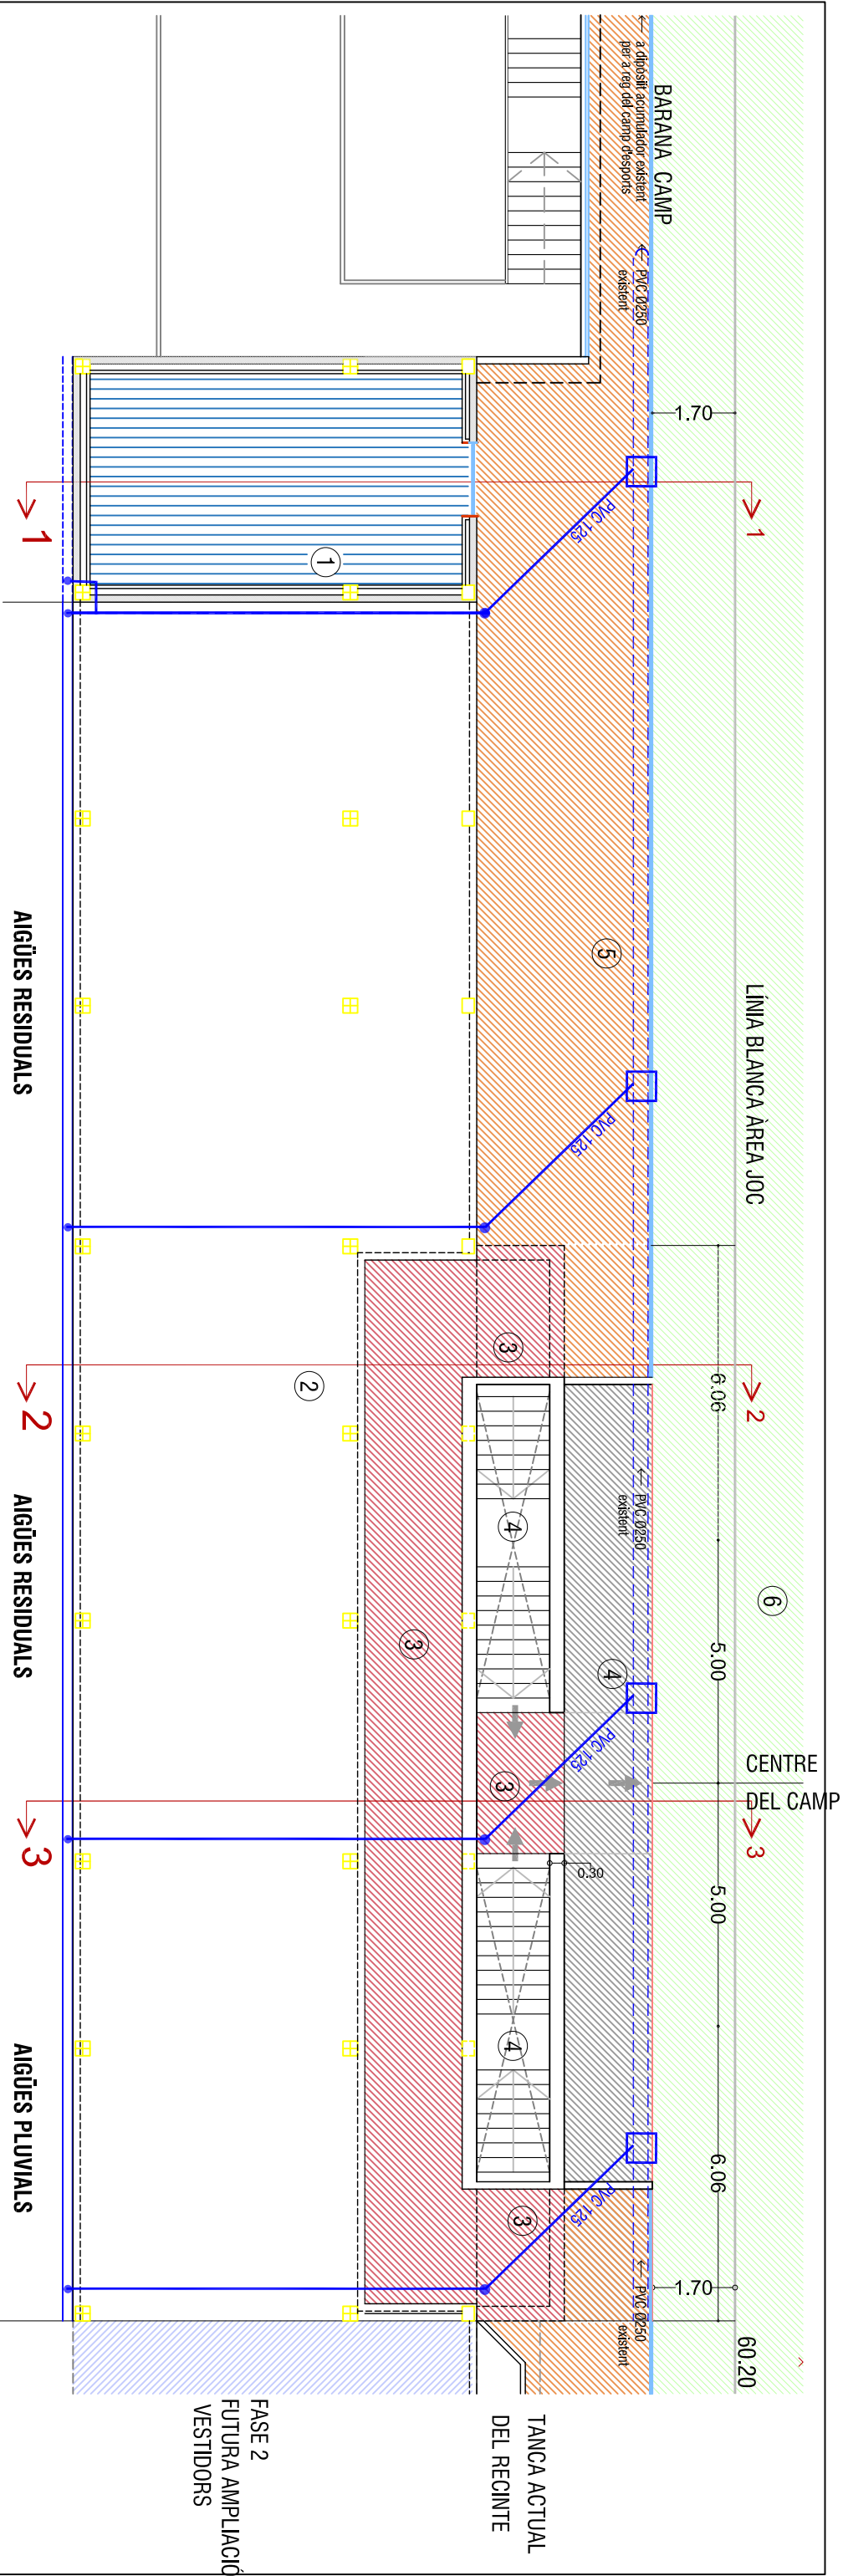 ← a dipòsit acumulador existent
per a reg del camp d'esports
BARANA CAMP
← PVC Ø250
existent
1.70
1
1
PVC 125
1
5
LÍNIA BLANCA ÀREA JOC
AIGÜES RESIDUALS
PVC 125
3
2
2
2
6.06
4
← PVC Ø250
existent
6
AIGÜES RESIDUALS
3
4
5.00
PVC 125
3
CENTRE
DEL CAMP
3
3
0.30
5.00
4
AIGÜES PLUVIALS
6.06
3
PVC 125
← PVC Ø250
existent
1.70
60.20
TANCA ACTUAL
DEL RECINTE
FASE 2
FUTURA AMPLIACIÓ
VESTIDORS